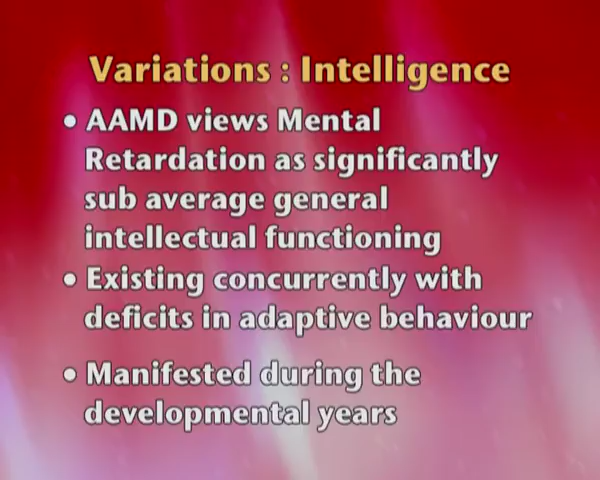 Variations : Intelligence
• AAMD views Mental
Retardation as significantly
sub average general
intellectual functioning
• Existing concurrently with
deficits in adaptive behaviour
• Manifested during the
developmental years